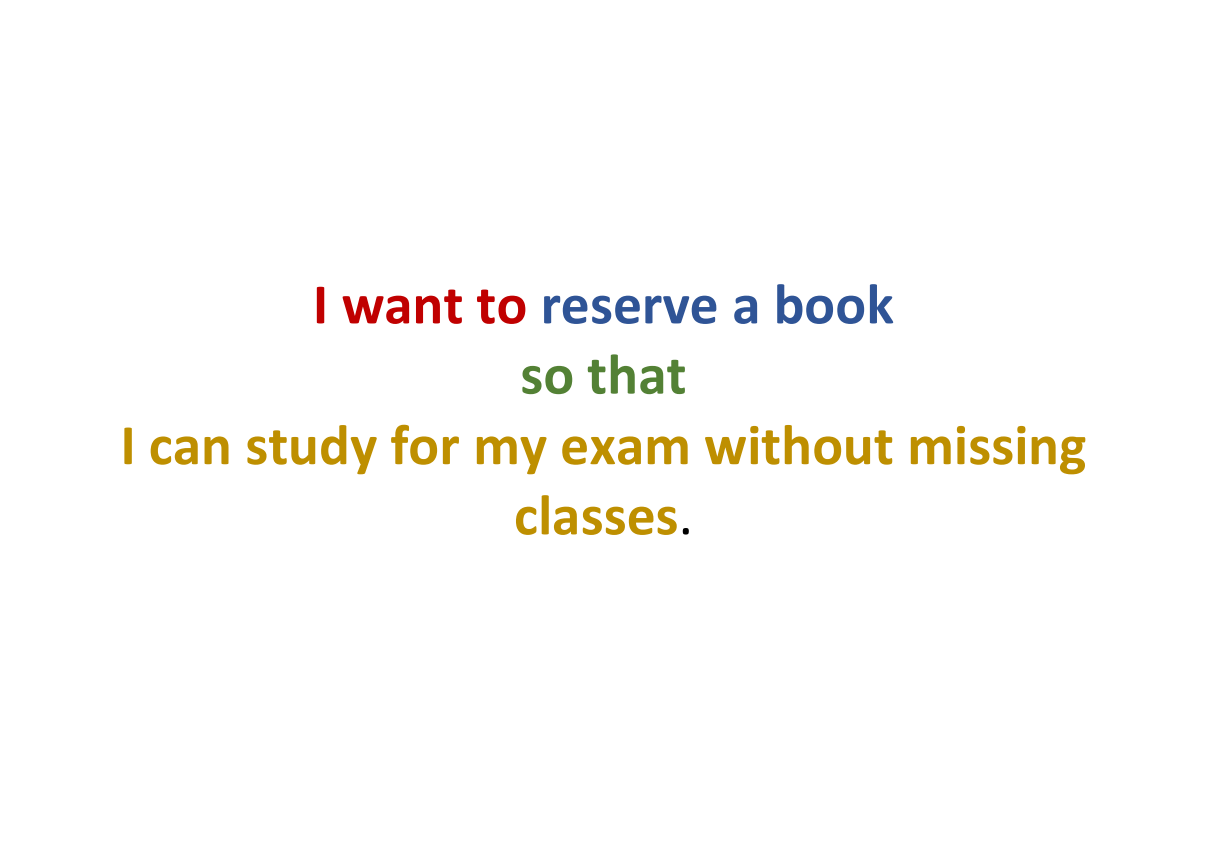 I want to reserve a book
so that
I can study for my exam without missing
classes.